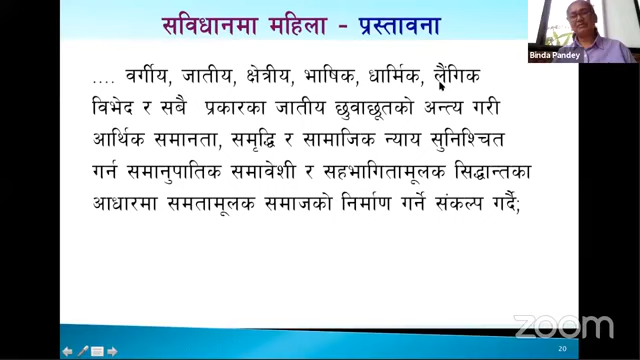 सविधानमा महिला - प्रस्तावना
Binda Pandey
.... वर्गीय, जातीय, क्षेत्रीय, भाषिक, धार्मिक, लैंगिक
विभेद र सबै प्रकारका जातीय छुवाछूतको अन्त्य गरी
आर्थिक समानता, समृद्धि र सामाजिक न्याय सुनिश्चित
गर्न समानुपातिक समावेशी र सहभागितामूलक सिद्धान्तका
आधारमा समतामूलक समाजको निर्माण गर्ने संकल्प गर्दै;
zoom
20